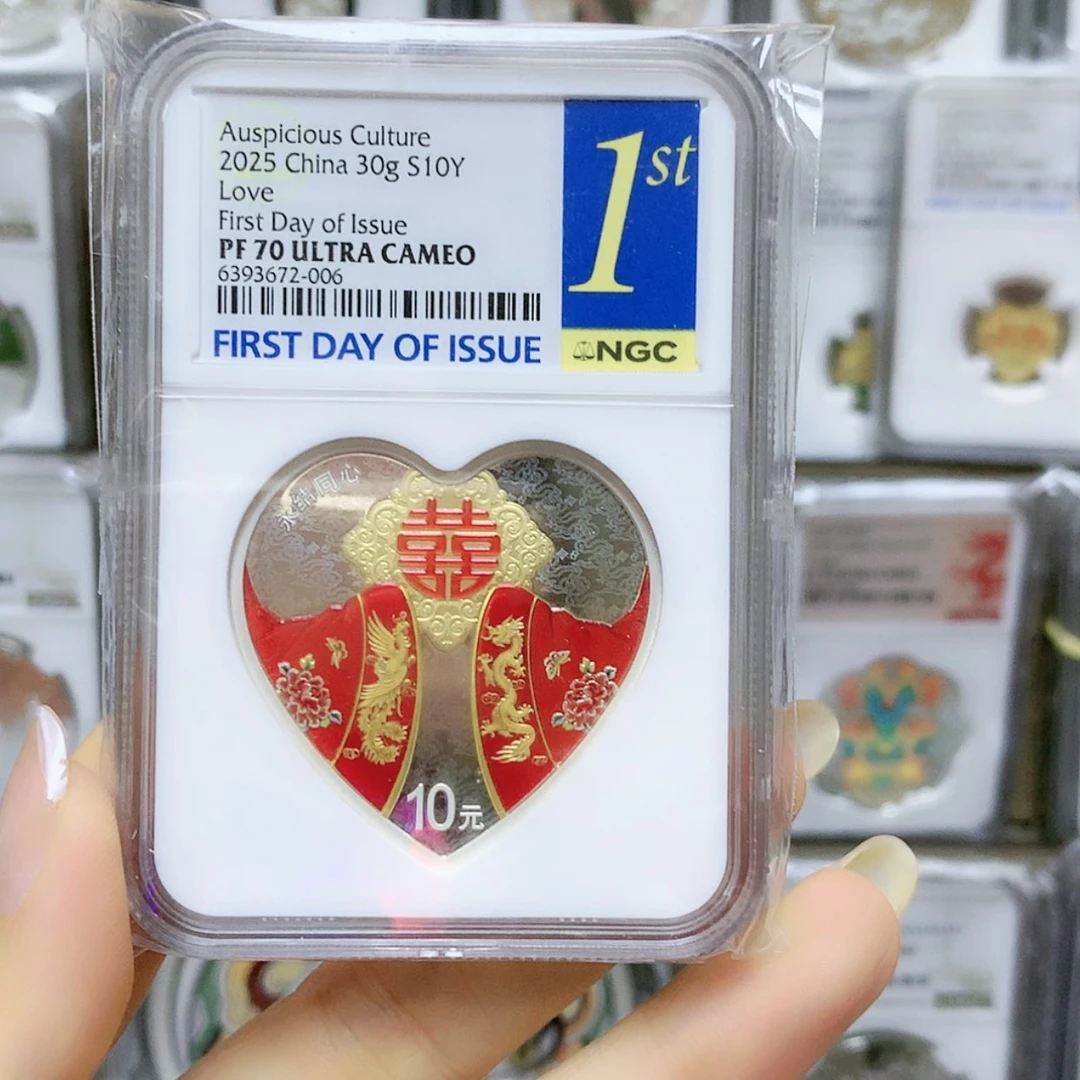 Auspicious Culture
2025 China 30g S10Y
Love
First Day of Issue
PF 70 ULTRA CAMEO
6393672-006
FIRST DAY OF ISSUE
1st
NGC
永结同心
囍
10元